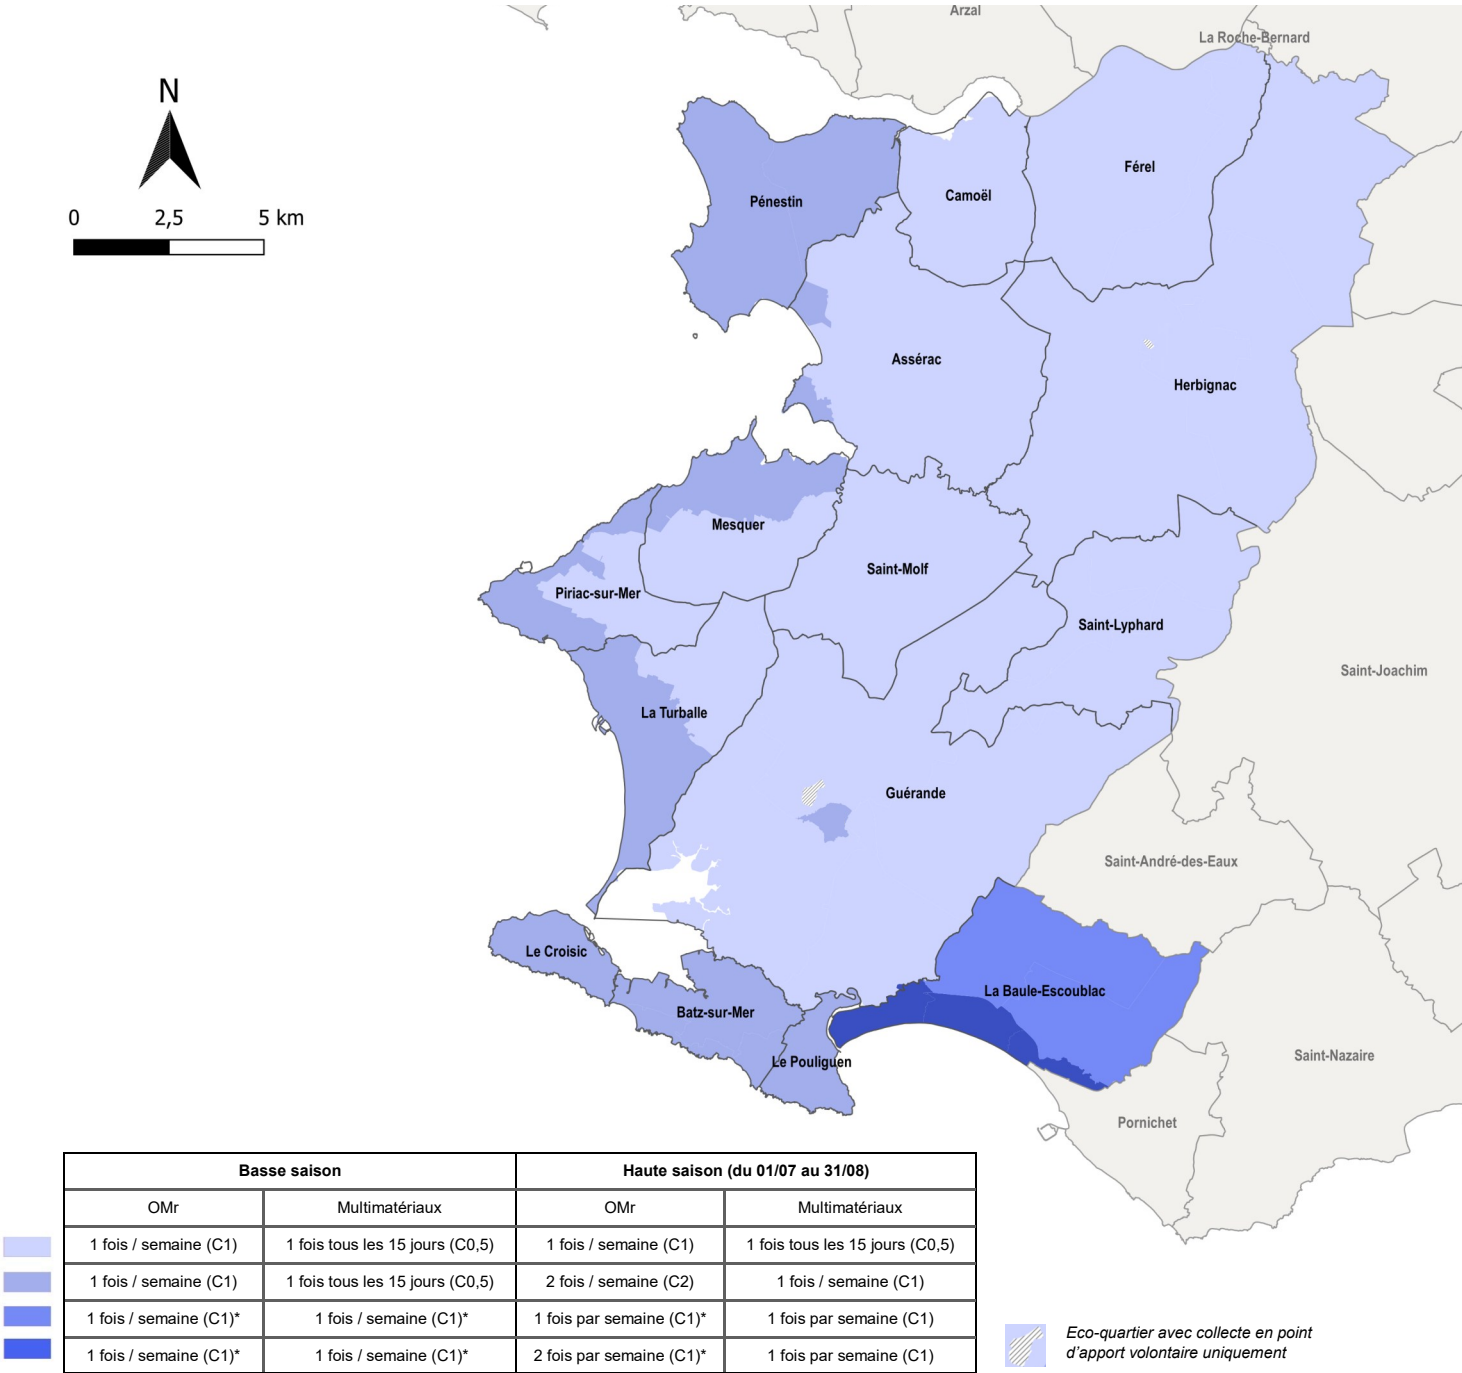 Arzal
La Roche-Bernard
N
0 2,5 5 km
Férel
Camoël
Pénestin
Assérac
Herbignac
Mesquer
Saint-Molf
Piriac-sur-Mer
Saint-Lyphard
Saint-Joachim
La Turballe
Guérande
Saint-André-des-Eaux
Le Croisic
La Baule-Escoublac
Batz-sur-Mer
Saint-Nazaire
Le Pouliguen
Pornichet
Basse saison Haute saison (du 01/07 au 31/08)
OMr Multimatériaux OMr Multimatériaux
1 fois / semaine (C1) 1 fois tous les 15 jours (C0,5) 1 fois / semaine (C1) 1 fois tous les 15 jours (C0,5)
1 fois / semaine (C1) 1 fois tous les 15 jours (C0,5) 2 fois / semaine (C2) 1 fois / semaine (C1)
1 fois / semaine (C1)* 1 fois / semaine (C1)* 1 fois par semaine (C1)* 1 fois par semaine (C1)
1 fois / semaine (C1)* 1 fois / semaine (C1)* 2 fois par semaine (C1)* 1 fois par semaine (C1)
Eco-quartier avec collecte en point
d'apport volontaire uniquement